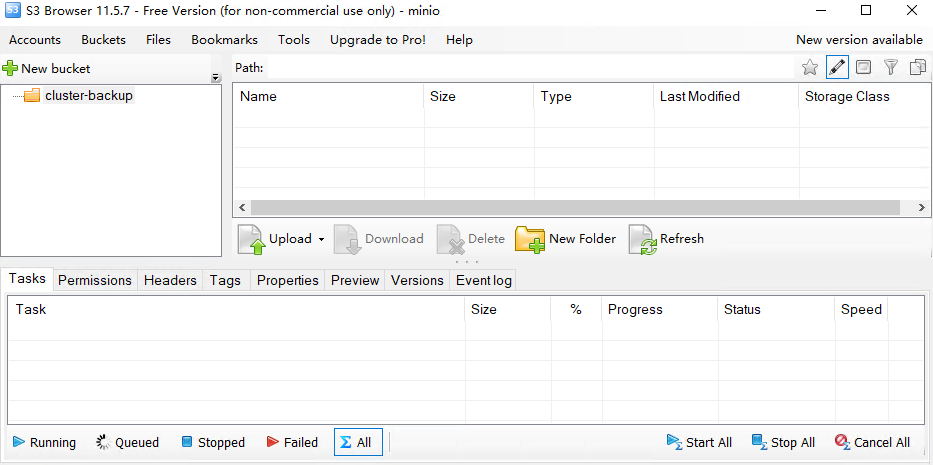 S3 S3 Browser 11.5.7 - Free Version (for non-commercial use only) - minio
Accounts Buckets Files Bookmarks Tools Upgrade to Pro! Help New version available
New bucket
Path:
cluster-backup
Name Size Type Last Modified Storage Class
Upload Download Delete New Folder Refresh
Tasks Permissions Headers Tags Properties Preview Versions Event log
Task Size % Progress Status Speed
Running Queued Stopped Failed All Start All Stop All Cancel All